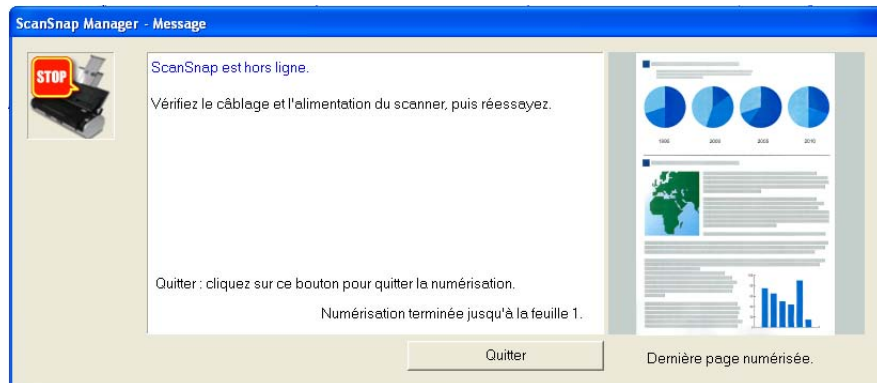 ScanSnap Manager - Message
STOP
ScanSnap est hors ligne.
Vérifiez le câblage et l'alimentation du scanner, puis réessayez.
Quitter : cliquez sur ce bouton pour quitter la numérisation.
Numérisation terminée jusqu'à la feuille 1.
Quitter
Dernière page numérisée.